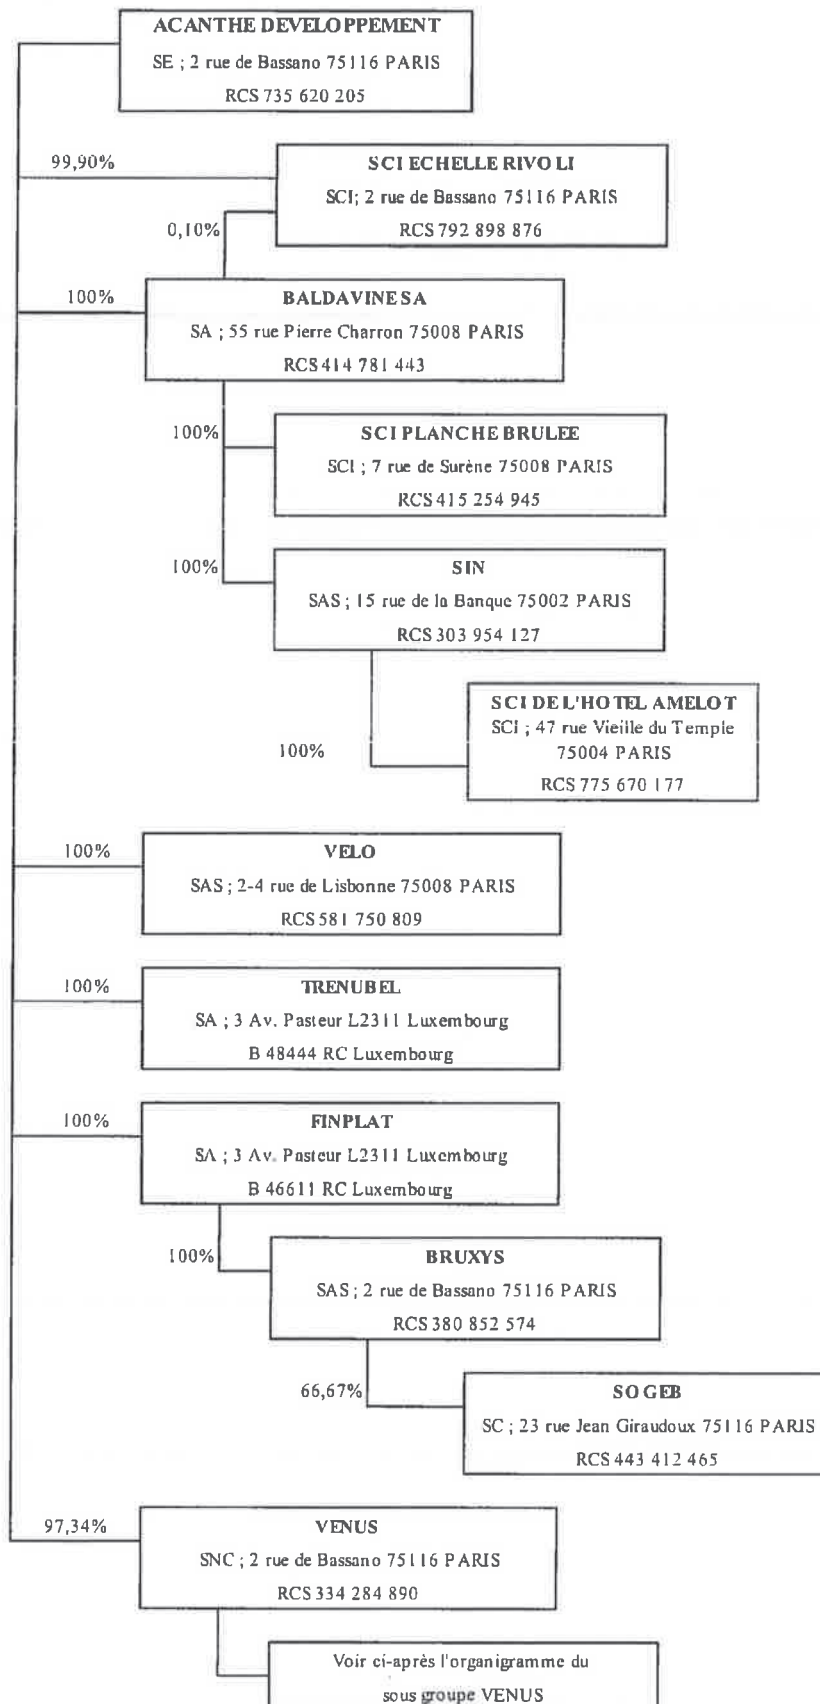 ACANTHE DEVELOPPEMENT
SE ; 2 rue de Bassano 75116 PARIS
RCS 735 620 205
99,90%
SCI ECHELLE RIVOLI
SCI; 2 rue de Bassano 75116 PARIS
RCS 792 898 876
0,10%
100%
BALDAVINE SA
SA ; 55 rue Pierre Charron 75008 PARIS
RCS 414 781 443
100%
SCI PLANCHE BRULEE
SCI ; 7 rue de Surène 75008 PARIS
RCS 415 254 945
100%
SIN
SAS ; 15 rue de la Banque 75002 PARIS
RCS 303 954 127
100%
SCI DE L'HOTEL AMELOT
SCI ; 47 rue Vieille du Temple
75004 PARIS
RCS 775 670 177
100%
VELO
SAS ; 2-4 rue de Lisbonne 75008 PARIS
RCS 581 750 809
100%
TRENUBEL
SA ; 3 Av. Pasteur L2311 Luxembourg
B 48444 RC Luxembourg
100%
FINPLAT
SA ; 3 Av. Pasteur L2311 Luxembourg
B 46611 RC Luxembourg
100%
BRUXYS
SAS ; 2 rue de Bassano 75116 PARIS
RCS 380 852 574
66,67%
SOGEB
SC ; 23 rue Jean Giraudoux 75116 PARIS
RCS 443 412 465
97,34%
VENUS
SNC ; 2 rue de Bassano 75116 PARIS
RCS 334 284 890
Voir ci-après l'organigramme du
sous groupe VENUS